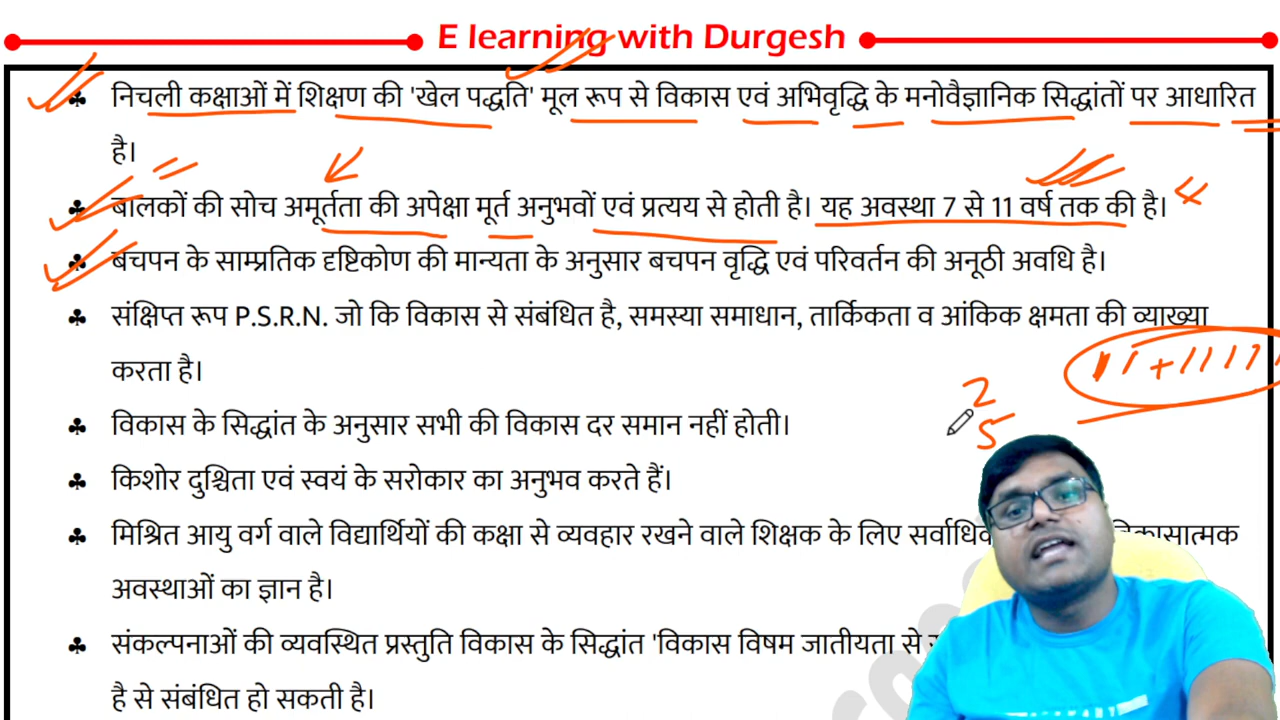 E learning with Durgesh
♣ निचली कक्षाओं में शिक्षण की 'खेल पद्धति' मूल रूप से विकास एवं अभिवृद्धि के मनोवैज्ञानिक सिद्धांतों पर आधारित
है।
♣ बालकों की सोच अमूर्तता की अपेक्षा मूर्त अनुभवों एवं प्रत्यय से होती है। यह अवस्था 7 से 11 वर्ष तक की है। 4
♣ बचपन के साम्प्रतिक दृष्टिकोण की मान्यता के अनुसार बचपन वृद्धि एवं परिवर्तन की अनूठी अवधि है।
♣ संक्षिप्त रूप P.S.R.N. जो कि विकास से संबंधित है, समस्या समाधान, तार्किकता व आंकिक क्षमता की व्याख्या
करता है।
2
5
♣ विकास के सिद्धांत के अनुसार सभी की विकास दर समान नहीं होती।
♣ किशोर दुश्चिता एवं स्वयं के सरोकार का अनुभव करते हैं।
♣ मिश्रित आयु वर्ग वाले विद्यार्थियों की कक्षा से व्यवहार रखने वाले शिक्षक के लिए
अवस्थाओं का ज्ञान है।
♣ संकल्पनाओं की व्यवस्थित प्रस्तुति विकास के सिद्धांत 'विकास विषम जातीयता से
है से संबंधित हो सकती है।